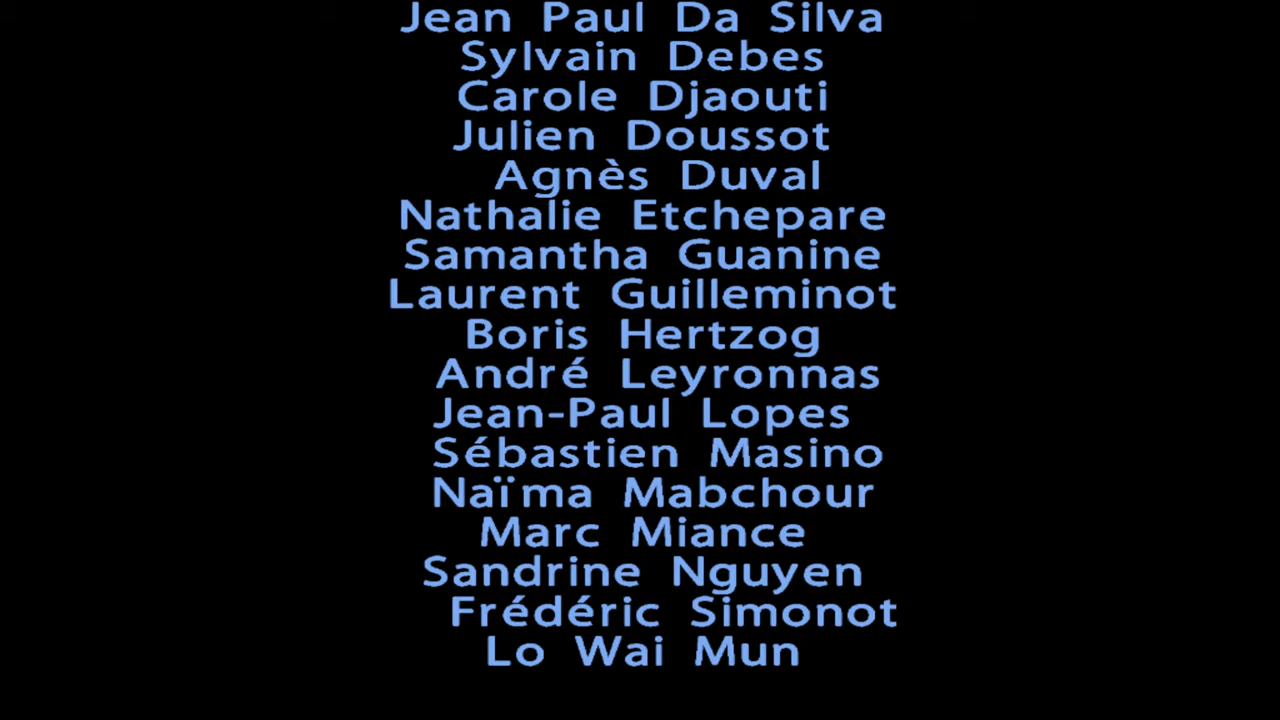 Jean Paul Da Silva
Sylvain Debes
Carole Djaouti
Julien Doussot
Agnès Duval
Nathalie Etchepare
Samantha Guanine
Laurent Guilleminot
Boris Hertzog
André Leyronnas
Jean-Paul Lopes
Sébastien Masino
Naïma Mabchour
Marc Miance
Sandrine Nguyen
Frédéric Simonot
Lo Wai Mun